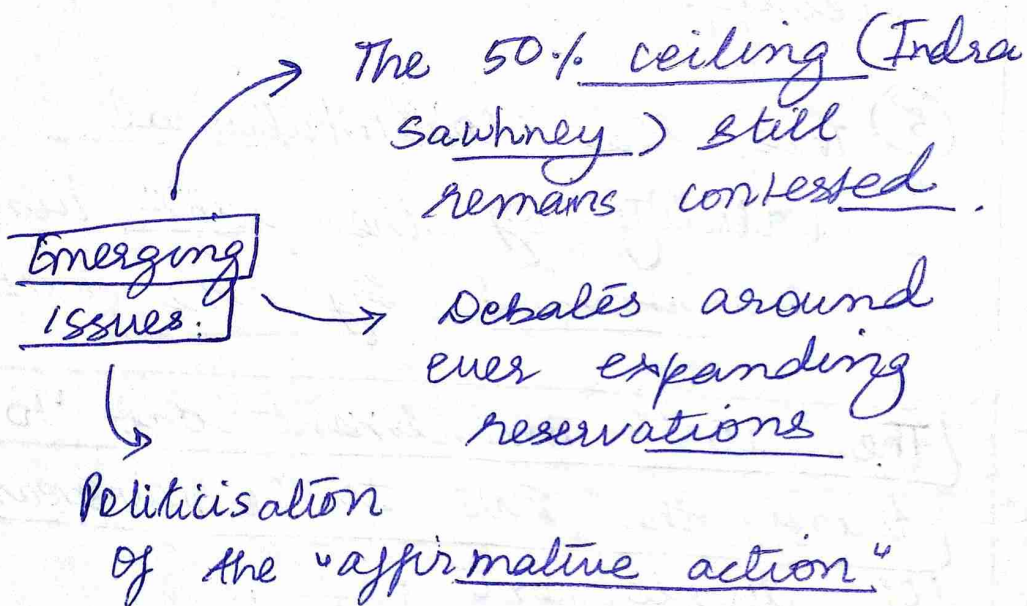 The 50% ceiling (Indra
Sawhney) still
remains contested.
Emerging
Issues:
Debates around
ever expanding
reservations
Politicisation
of the "affirmative action"